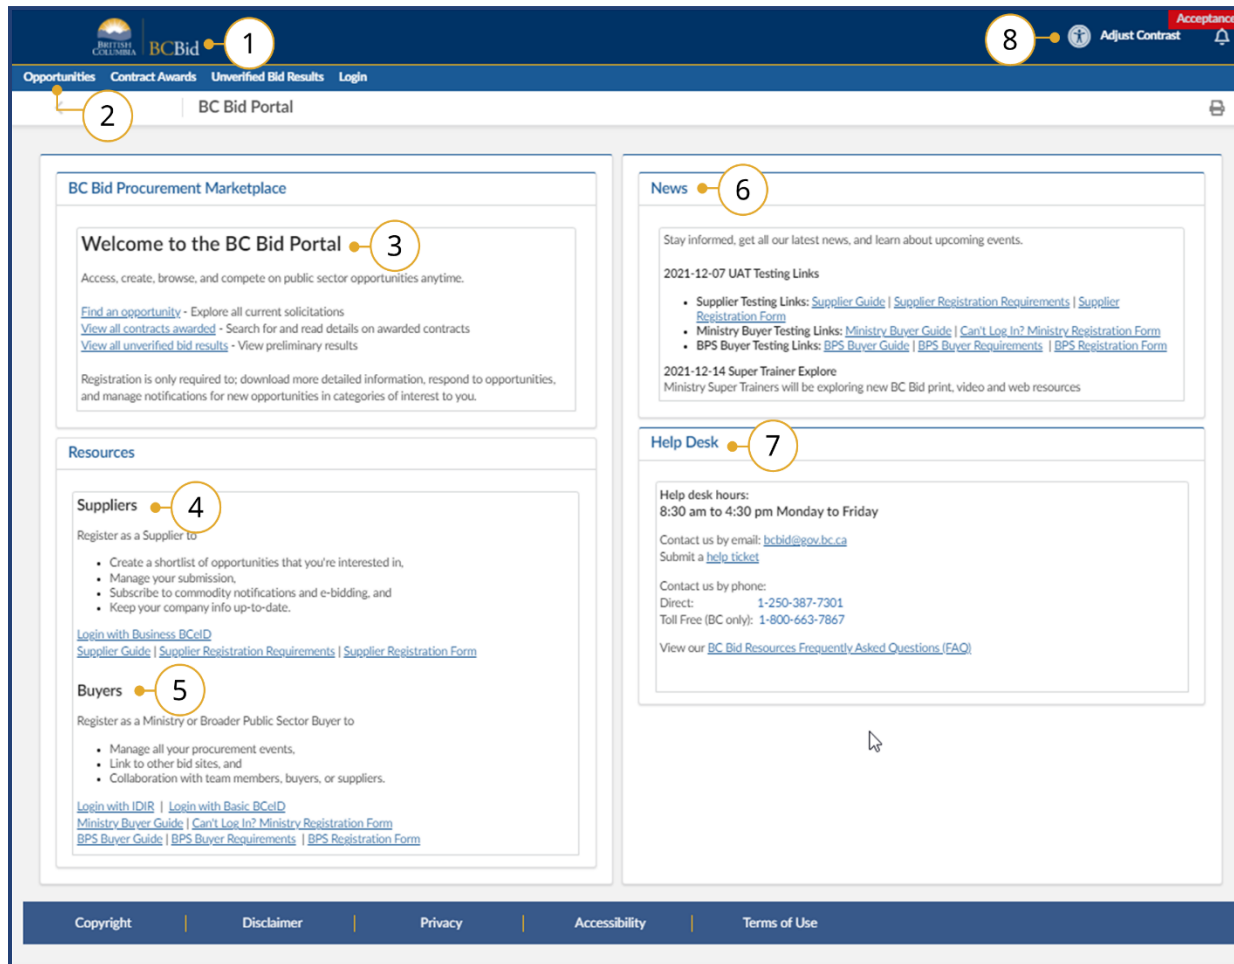 Acceptance
BRITISH
COLUMBIA
BCBid
1
8
Adjust Contrast
Opportunities Contract Awards Unverified Bid Results Login
2
BC Bid Portal
BC Bid Procurement Marketplace
Welcome to the BC Bid Portal
3
Access, create, browse, and compete on public sector opportunities anytime.
Find an opportunity - Explore all current solicitations
View all contracts awarded - Search for and read details on awarded contracts
View all unverified bid results - View preliminary results
Registration is only required to; download more detailed information, respond to opportunities,
and manage notifications for new opportunities in categories of interest to you.
Resources
Suppliers
4
Register as a Supplier to
• Create a shortlist of opportunities that you're interested in,
• Manage your submission,
• Subscribe to commodity notifications and e-bidding, and
• Keep your company info up-to-date.
Login with Business BCeID
Supplier Guide | Supplier Registration Requirements | Supplier Registration Form
Buyers
5
Register as a Ministry or Broader Public Sector Buyer to
• Manage all your procurement events,
• Link to other bid sites, and
• Collaboration with team members, buyers, or suppliers.
Login with IDIR | Login with Basic BCeID
Ministry Buyer Guide | Can't Log In? Ministry Registration Form
BPS Buyer Guide | BPS Buyer Requirements | BPS Registration Form
News
6
Stay informed, get all our latest news, and learn about upcoming events.
2021-12-07 UAT Testing Links
• Supplier Testing Links: Supplier Guide | Supplier Registration Requirements | Supplier
Registration Form
• Ministry Buyer Testing Links: Ministry Buyer Guide | Can't Log In? Ministry Registration Form
• BPS Buyer Testing Links: BPS Buyer Guide | BPS Buyer Requirements | BPS Registration Form
2021-12-14 Super Trainer Explore
Ministry Super Trainers will be exploring new BC Bid print, video and web resources
Help Desk
7
Help desk hours:
8:30 am to 4:30 pm Monday to Friday
Contact us by email: bcbid@gov.bc.ca
Submit a help ticket
Contact us by phone:
Direct: 1-250-387-7301
Toll Free (BC only): 1-800-663-7867
View our BC Bid Resources Frequently Asked Questions (FAQ)
Copyright | Disclaimer | Privacy | Accessibility | Terms of Use